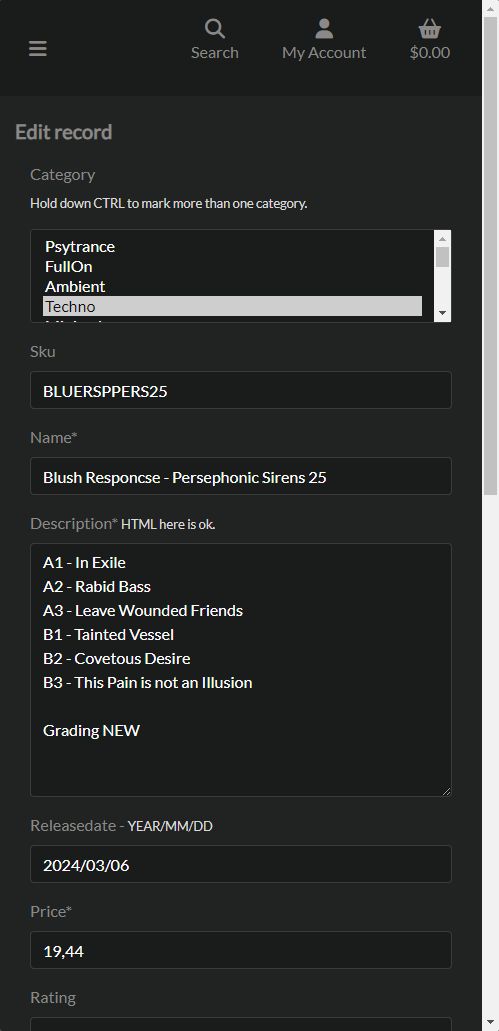 Search
My Account
$0.00
Edit record
Category
Hold down CTRL to mark more than one category.
Psytrance
FullOn
Ambient
Techno
Sku
BLUERSPPERS25
Name*
Blush Responcse - Persephonic Sirens 25
Description* HTML here is ok.
A1 - In Exile
A2 - Rabid Bass
A3 - Leave Wounded Friends
B1 - Tainted Vessel
B2 - Covetous Desire
B3 - This Pain is not an Illusion
Grading NEW
Releasedate - YEAR/MM/DD
2024/03/06
Price*
19,44
Rating